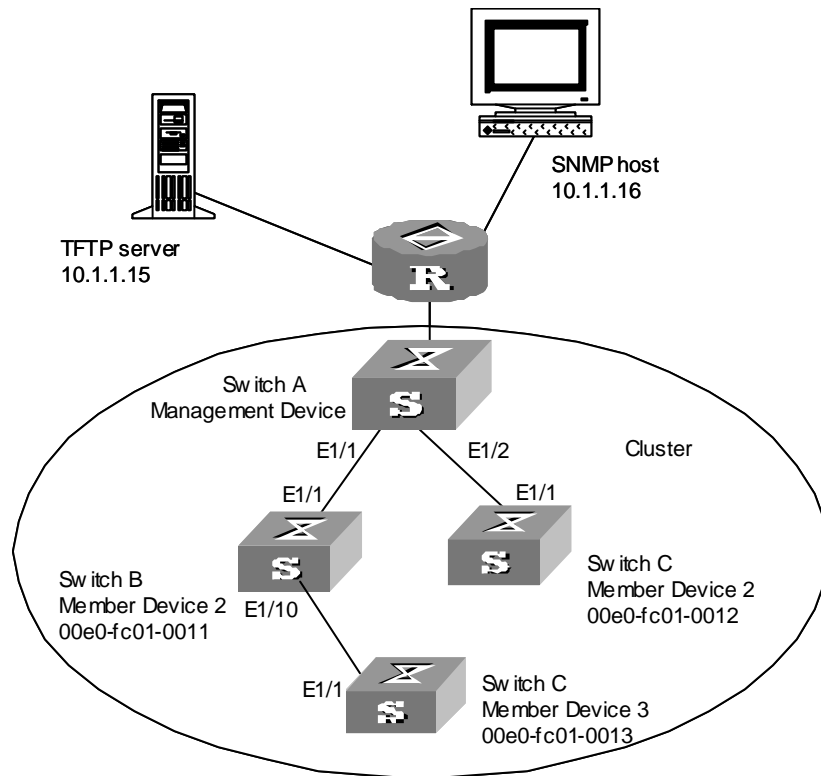 SNMP host
10.1.1.16
TFTP server
10.1.1.15
R
Switch A
Management Device
S
E1/1
E1/2
Cluster
E1/1
E1/1
S
S
Switch B
Member Device 2
00e0-fc01-0011
E1/10
Switch C
Member Device 2
00e0-fc01-0012
E1/1
S
Switch C
Member Device 3
00e0-fc01-0013